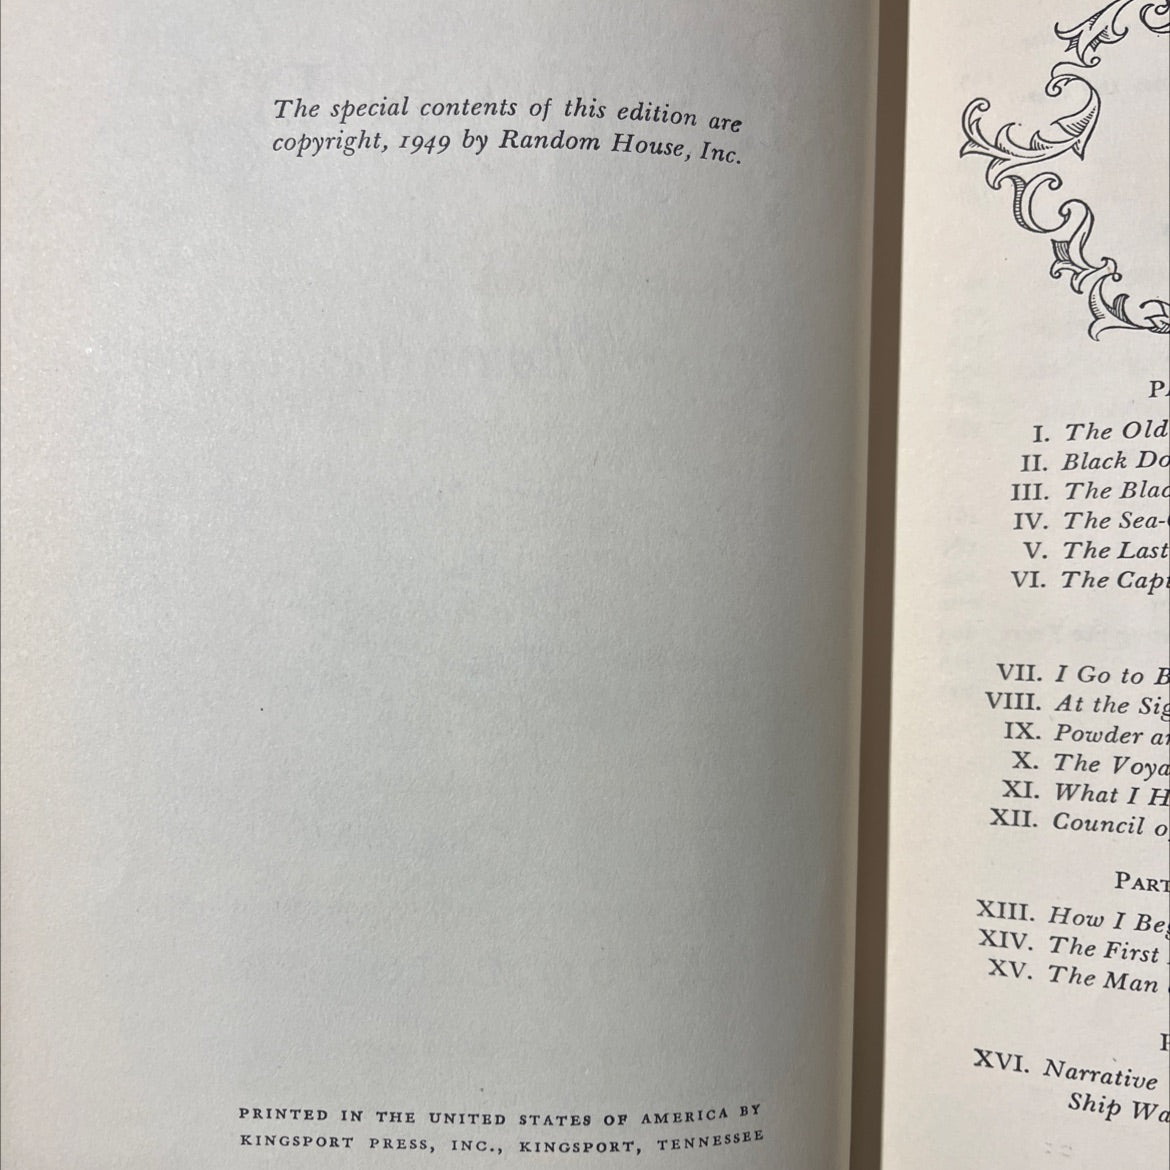 The special contents of this edition are
copyright, 1949 by Random House, Inc.
PRINTED IN THE UNITED STATES OF AMERICA BY
KINGSPORT PRESS, INC., KINGSPORT, TENNESSEE
I. The Old
II. Black Do
III. The Blac
IV. The Sea-
V. The Last
VI. The Capt
VII. I Go to B
VIII. At the Sig
IX. Powder an
X. The Voya
XI. What I H
XII. Council o
PART
XIII. How I Beg
XIV. The First
XV. The Man
XVI. Narrative
Ship Wa